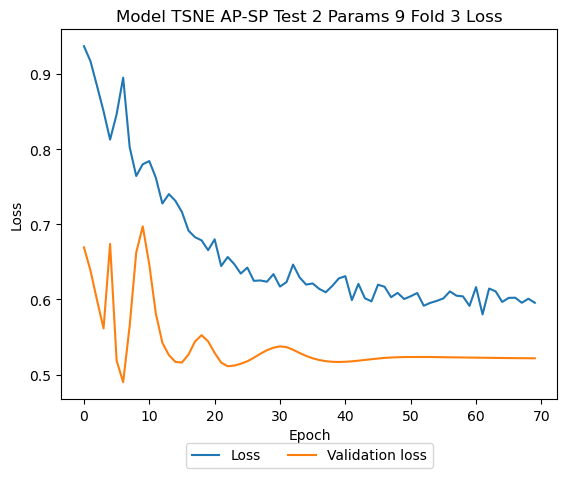 Model TSNE AP-SP Test 2 Params 9 Fold 3 Loss
0.9
0.8
0.7
0.6
0.5
Loss
0 10 20 30 40 50 60 70
Epoch
Loss Validation loss